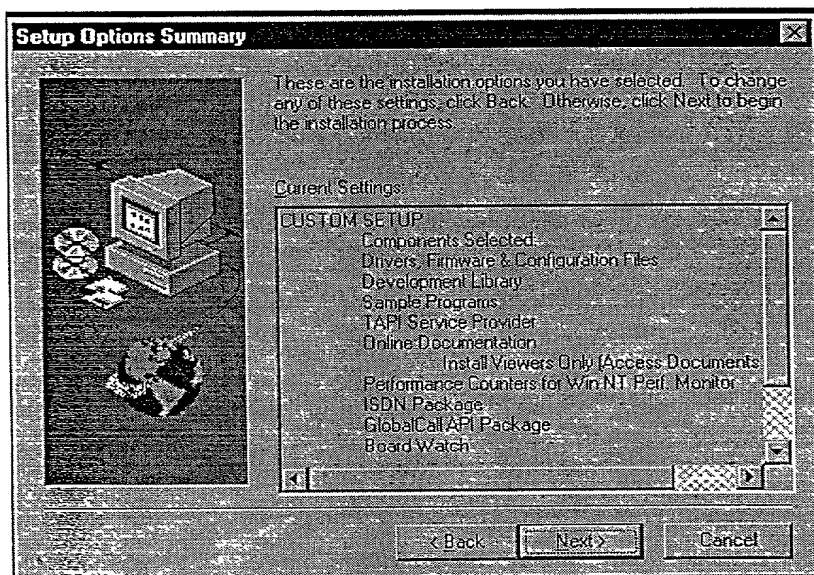 Setup Options Summary
These are the installation options you have selected. To change
any of these settings, click Back. Otherwise, click Next to begin
the installation process.
Current Settings:
CUSTOM SETUP
Components Selected:
Drivers, Firmware & Configuration Files
Development Library
Sample Programs
TAPI Service Provider
Online Documentation
Install Viewers Only (Access Documents
Performance Counters for Win NT Perf. Monitor
ISDN Package
GlobalCall API Package
Board Watch
< Back
Next >
Cancel